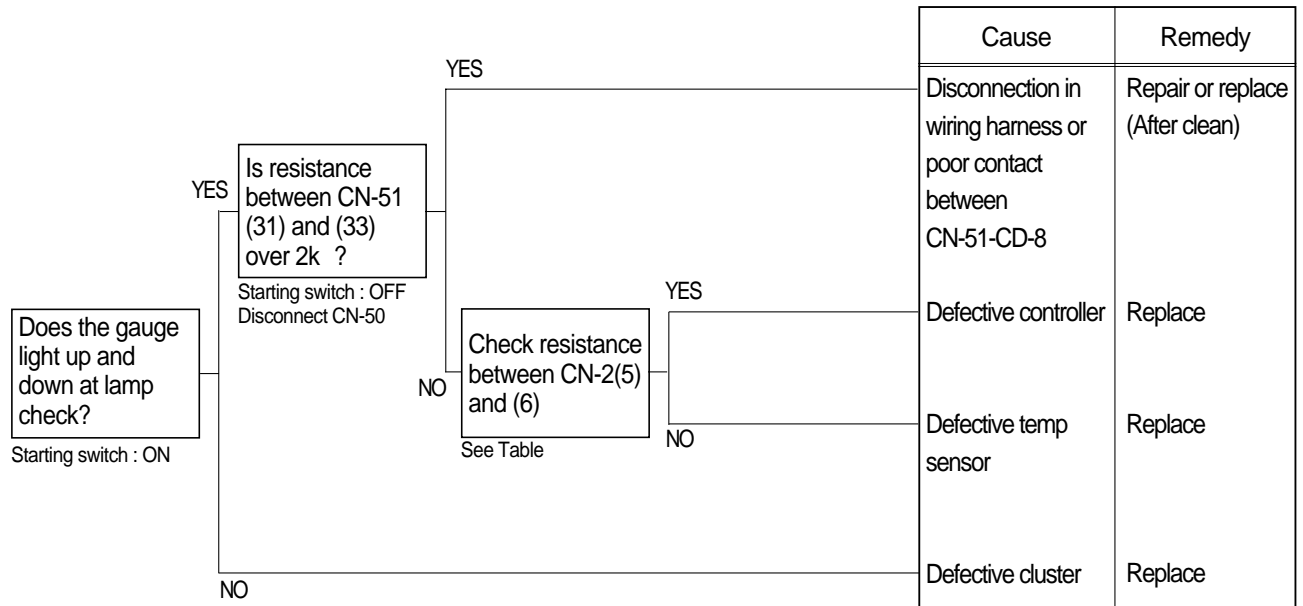 Cause
Remedy
YES
Disconnection in
wiring harness or
poor contact
between
CN-51-CD-8
Repair or replace
(After clean)
YES
Is resistance
between CN-51
(31) and (33)
over 2k ?
Starting switch : OFF
Disconnect CN-50
YES
Defective controller
Replace
Does the gauge
light up and
down at lamp
check?
Starting switch : ON
NO
Check resistance
between CN-2(5)
and (6)
See Table
NO
Defective temp
sensor
Replace
NO
Defective cluster
Replace